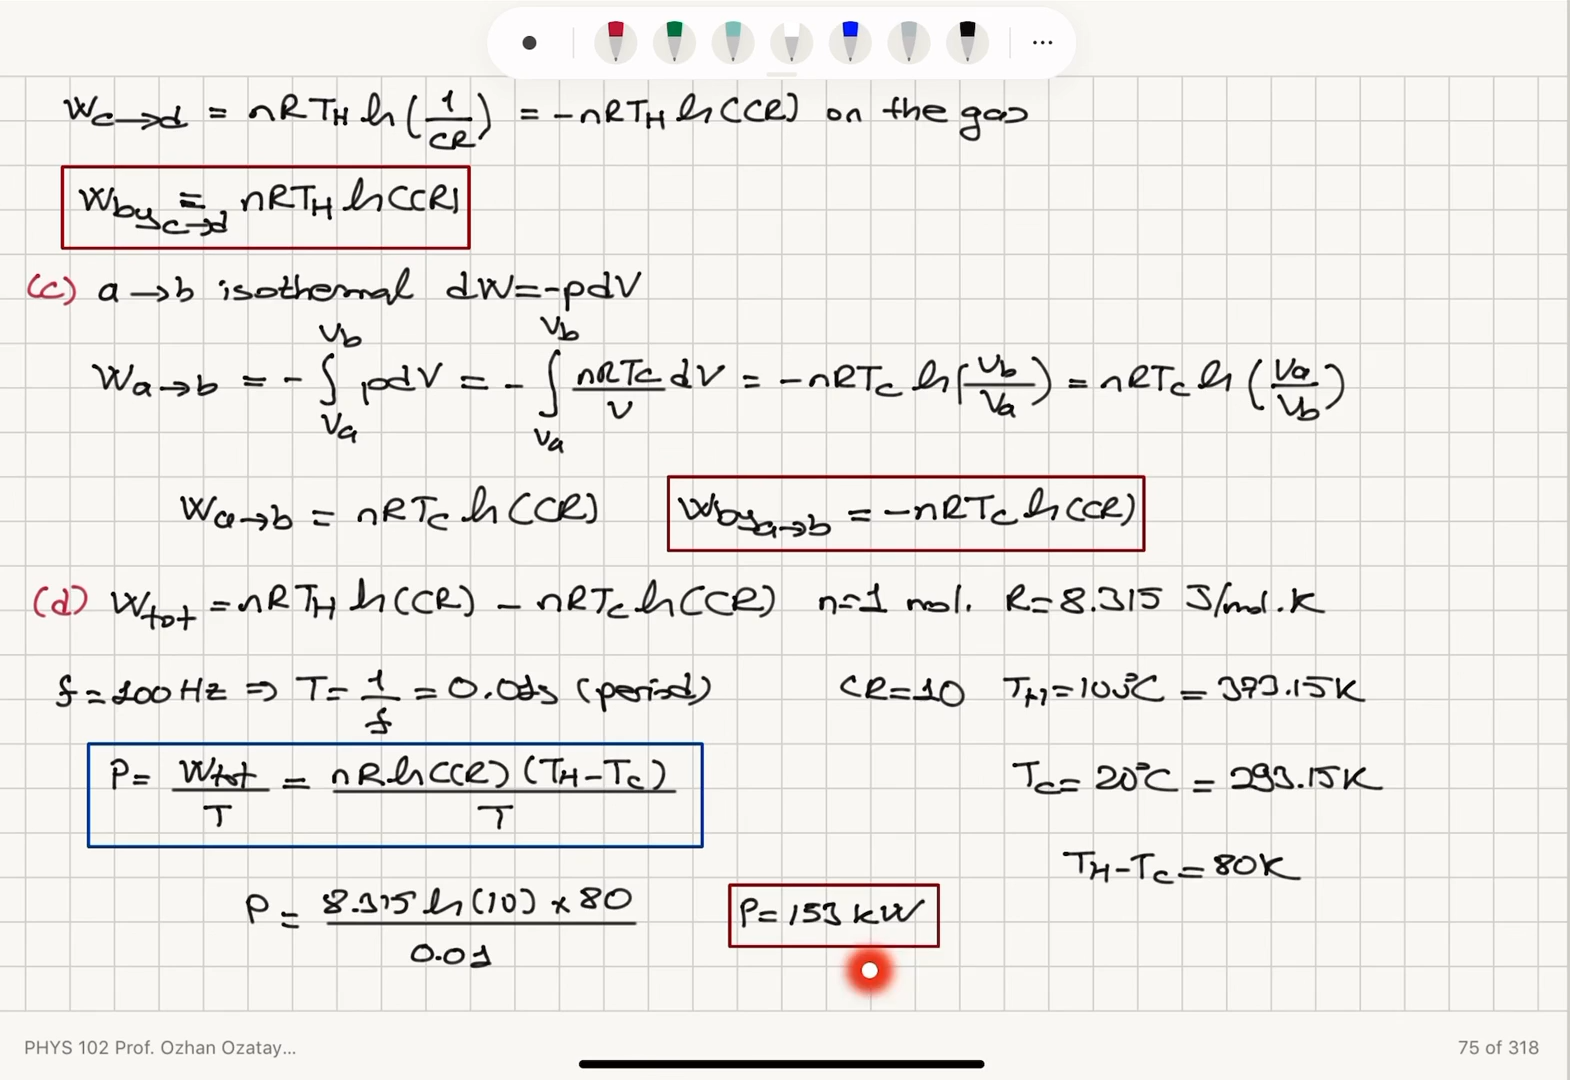 W_{c→d} = nRT_H ln(1/CR) = -nRT_H ln(CR) on the gas
W_{by c→d} = nRT_H ln(CR)
(c) a→b isothermal dW=-pdV
W_{a→b} = -∫_{Va}^{Vb} pdV = -∫_{Va}^{Vb} nRT_C/V dV = -nRT_C ln(Vb/Va) = nRT_C ln(Va/Vb)
W_{a→b} = nRT_C ln(CR) W_{by a→b} = -nRT_C ln(CR)
(d) W_{tot} = nRT_H ln(CR) - nRT_C ln(CR) n=1 mol. R=8.315 J/mol.K
f=100 Hz ⇒ T=1/f = 0.01s (period) CR=10 T_H=100°C = 373.15K
P= W_{tot}/T = nR ln(CR)(T_H-T_C)/T T_C= 20°C = 293.15K
T_H-T_C=80K
P = 8.315 ln(10) x 80/0.01 P=153 kW
PHYS 102 Prof. Ozhan Ozatay...
75 of 318